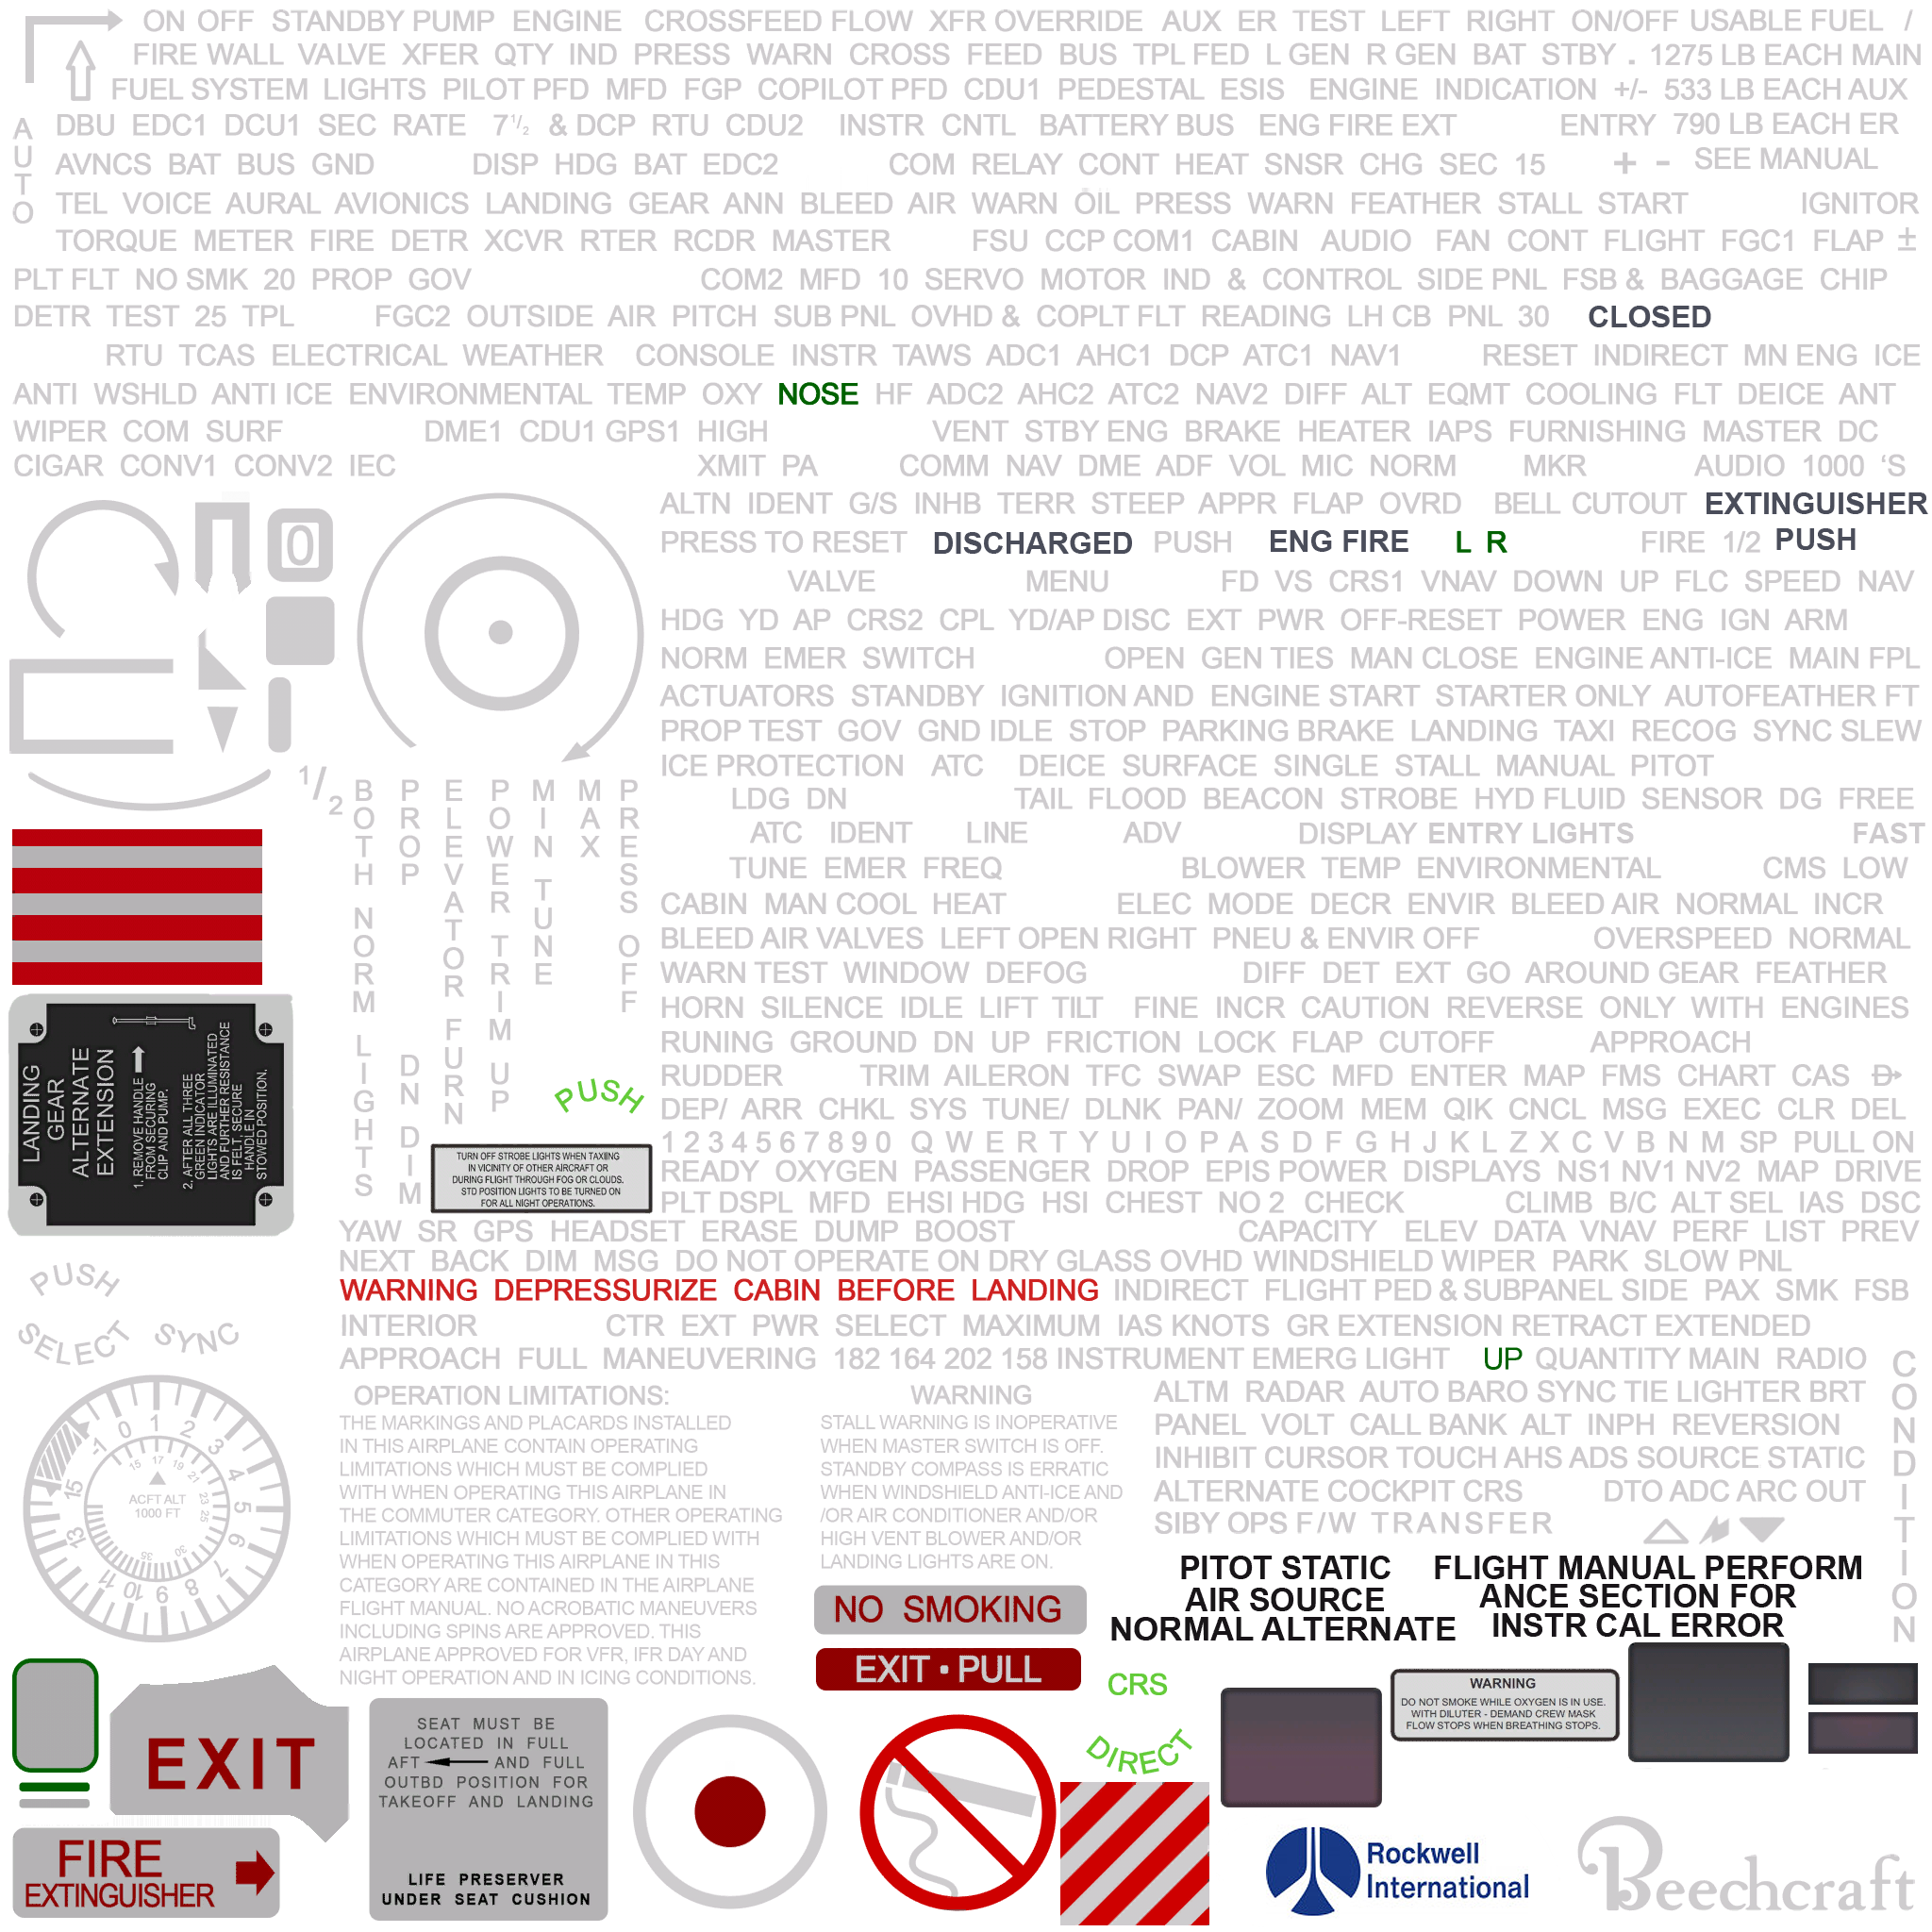 ON OFF STANDBY PUMP ENGINE CROSSFEED FLOW XFR OVERRIDE AUX ER TEST LEFT RIGHT ON/OFF USABLE FUEL /
FIRE WALL VALVE XFER QTY IND PRESS WARN CROSS FEED BUS TPL FED L GEN R GEN BAT STBY . 1275 LB EACH MAIN
FUEL SYSTEM LIGHTS PILOT PFD MFD FGP COPILOT PFD CDU1 PEDESTAL ESIS ENGINE INDICATION +/- 533 LB EACH AUX
AUTO
DBU EDC1 DCU1 SEC RATE 7 1/2 & DCP RTU CDU2 INSTR CNTL BATTERY BUS ENG FIRE EXT ENTRY 790 LB EACH ER
AVNCS BAT BUS GND DISP HDG BAT EDC2 COM RELAY CONT HEAT SNSR CHG SEC 15 + - SEE MANUAL
TEL VOICE AURAL AVIONICS LANDING GEAR ANN BLEED AIR WARN OIL PRESS WARN FEATHER STALL START IGNITOR
TORQUE METER FIRE DETR XCVR RTER RCDR MASTER FSU CCP COM1 CABIN AUDIO FAN CONT FLIGHT FGC1 FLAP ±
PLT FLT NO SMK 20 PROP GOV COM2 MFD 10 SERVO MOTOR IND & CONTROL SIDE PNL FSB & BAGGAGE CHIP
DETR TEST 25 TPL FGC2 OUTSIDE AIR PITCH SUB PNL OVHD & COPLT FLT READING LH CB PNL 30 CLOSED
RTU TCAS ELECTRICAL WEATHER CONSOLE INSTR TAWS ADC1 AHC1 DCP ATC1 NAV1 RESET INDIRECT MN ENG ICE
ANTI WSHLD ANTI ICE ENVIRONMENTAL TEMP OXY NOSE HF ADC2 AHC2 ATC2 NAV2 DIFF ALT EQMT COOLING FLT DEICE ANT
WIPER COM SURF DME1 CDU1 GPS1 HIGH VENT STBY ENG BRAKE HEATER IAPS FURNISHING MASTER DC
CIGAR CONV1 CONV2 IEC XMIT PA COMM NAV DME ADF VOL MIC NORM MKR AUDIO 1000 ‘S
ALTN IDENT G/S INHB TERR STEEP APPR FLAP OVRD BELL CUTOUT EXTINGUISHER
0
PRESS TO RESET DISCHARGED PUSH ENG FIRE L R FIRE 1/2 PUSH
VALVE MENU FD VS CRS1 VNAV DOWN UP FLC SPEED NAV
HDG YD AP CRS2 CPL YD/AP DISC EXT PWR OFF-RESET POWER ENG IGN ARM
NORM EMER SWITCH OPEN GEN TIES MAN CLOSE ENGINE ANTI-ICE MAIN FPL
ACTUATORS STANDBY IGNITION AND ENGINE START STARTER ONLY AUTOFEATHER FT
PROP TEST GOV GND IDLE STOP PARKING BRAKE LANDING TAXI RECOG SYNC SLEW
ICE PROTECTION ATC DEICE SURFACE SINGLE STALL MANUAL PITOT
1/2
BOTH NORM LIGHTS
PROP DN DIM
ELEVATOR FURN
POWER TRIM UP
MIN TUNE
MAX
PRESS OFF
LDG DN TAIL FLOOD BEACON STROBE HYD FLUID SENSOR DG FREE
ATC IDENT LINE ADV DISPLAY ENTRY LIGHTS FAST
TUNE EMER FREQ BLOWER TEMP ENVIRONMENTAL CMS LOW
CABIN MAN COOL HEAT ELEC MODE DECR ENVIR BLEED AIR NORMAL INCR
BLEED AIR VALVES LEFT OPEN RIGHT PNEU & ENVIR OFF OVERSPEED NORMAL
WARN TEST WINDOW DEFOG DIFF DET EXT GO AROUND GEAR FEATHER
HORN SILENCE IDLE LIFT TILT FINE INCR CAUTION REVERSE ONLY WITH ENGINES
RUNING GROUND DN UP FRICTION LOCK FLAP CUTOFF APPROACH
RUDDER TRIM AILERON TFC SWAP ESC MFD ENTER MAP FMS CHART CAS D
DEP/ ARR CHKL SYS TUNE/ DLNK PAN/ ZOOM MEM QIK CNCL MSG EXEC CLR DEL
1 2 3 4 5 6 7 8 9 0 Q W E R T Y U I O P A S D F G H J K L Z X C V B N M SP PULL ON
READY OXYGEN PASSENGER DROP EPIS POWER DISPLAYS NS1 NV1 NV2 MAP DRIVE
PLT DSPL MFD EHSI HDG HSI CHEST NO 2 CHECK CLIMB B/C ALT SEL IAS DSC
YAW SR GPS HEADSET ERASE DUMP BOOST CAPACITY ELEV DATA VNAV PERF LIST PREV
NEXT BACK DIM MSG DO NOT OPERATE ON DRY GLASS OVHD WINDSHIELD WIPER PARK SLOW PNL
WARNING DEPRESSURIZE CABIN BEFORE LANDING INDIRECT FLIGHT PED & SUBPANEL SIDE PAX SMK FSB
INTERIOR CTR EXT PWR SELECT MAXIMUM IAS KNOTS GR EXTENSION RETRACT EXTENDED
APPROACH FULL MANEUVERING 182 164 202 158 INSTRUMENT EMERG LIGHT UP QUANTITY MAIN RADIO
LANDING
GEAR
ALTERNATE
EXTENSION
1. REMOVE HANDLE
FROM SECURING
CLIP AND PUMP.
2. AFTER ALL THREE
GREEN INDICATOR
LIGHTS ARE ILLUMINATED
AND FURTHER RESISTANCE
IS FELT, SECURE
HANDLE IN
STOWED POSITION.
PUSH
TURN OFF STROBE LIGHTS WHEN TAXIING
IN VICINITY OF OTHER AIRCRAFT OR
DURING FLIGHT THROUGH FOG OR CLOUDS.
STD POSITION LIGHTS TO BE TURNED ON
FOR ALL NIGHT OPERATIONS.
PUSH
SELECT SYNC
-1 0 1 2 3 4 5 6 7 8 9 10 11 13 15
15 17 19 21 23 25 30 35
ACFT ALT
1000 FT
OPERATION LIMITATIONS:
THE MARKINGS AND PLACARDS INSTALLED
IN THIS AIRPLANE CONTAIN OPERATING
LIMITATIONS WHICH MUST BE COMPLIED
WITH WHEN OPERATING THIS AIRPLANE IN
THE COMMUTER CATEGORY. OTHER OPERATING
LIMITATIONS WHICH MUST BE COMPLIED WITH
WHEN OPERATING THIS AIRPLANE IN THIS
CATEGORY ARE CONTAINED IN THE AIRPLANE
FLIGHT MANUAL. NO ACROBATIC MANEUVERS
INCLUDING SPINS ARE APPROVED. THIS
AIRPLANE APPROVED FOR VFR, IFR DAY AND
NIGHT OPERATION AND IN ICING CONDITIONS.
WARNING
STALL WARNING IS INOPERATIVE
WHEN MASTER SWITCH IS OFF.
STANDBY COMPASS IS ERRATIC
WHEN WINDSHIELD ANTI-ICE AND
/OR AIR CONDITIONER AND/OR
HIGH VENT BLOWER AND/OR
LANDING LIGHTS ARE ON.
ALTM RADAR AUTO BARO SYNC TIE LIGHTER BRT
PANEL VOLT CALL BANK ALT INPH REVERSION
INHIBIT CURSOR TOUCH AHS ADS SOURCE STATIC
ALTERNATE COCKPIT CRS DTO ADC ARC OUT
SIBY OPS F/W TRANSFER
CONDITION
PITOT STATIC
AIR SOURCE
NORMAL ALTERNATE
FLIGHT MANUAL PERFORM
ANCE SECTION FOR
INSTR CAL ERROR
NO SMOKING
EXIT • PULL
CRS
DIRECT
WARNING
DO NOT SMOKE WHILE OXYGEN IS IN USE.
WITH DILUTER - DEMAND CREW MASK
FLOW STOPS WHEN BREATHING STOPS.
EXIT
SEAT MUST BE
LOCATED IN FULL
AFT AND FULL
OUTBD POSITION FOR
TAKEOFF AND LANDING
LIFE PRESERVER
UNDER SEAT CUSHION
FIRE
EXTINGUISHER
Rockwell
International
Beechcraft